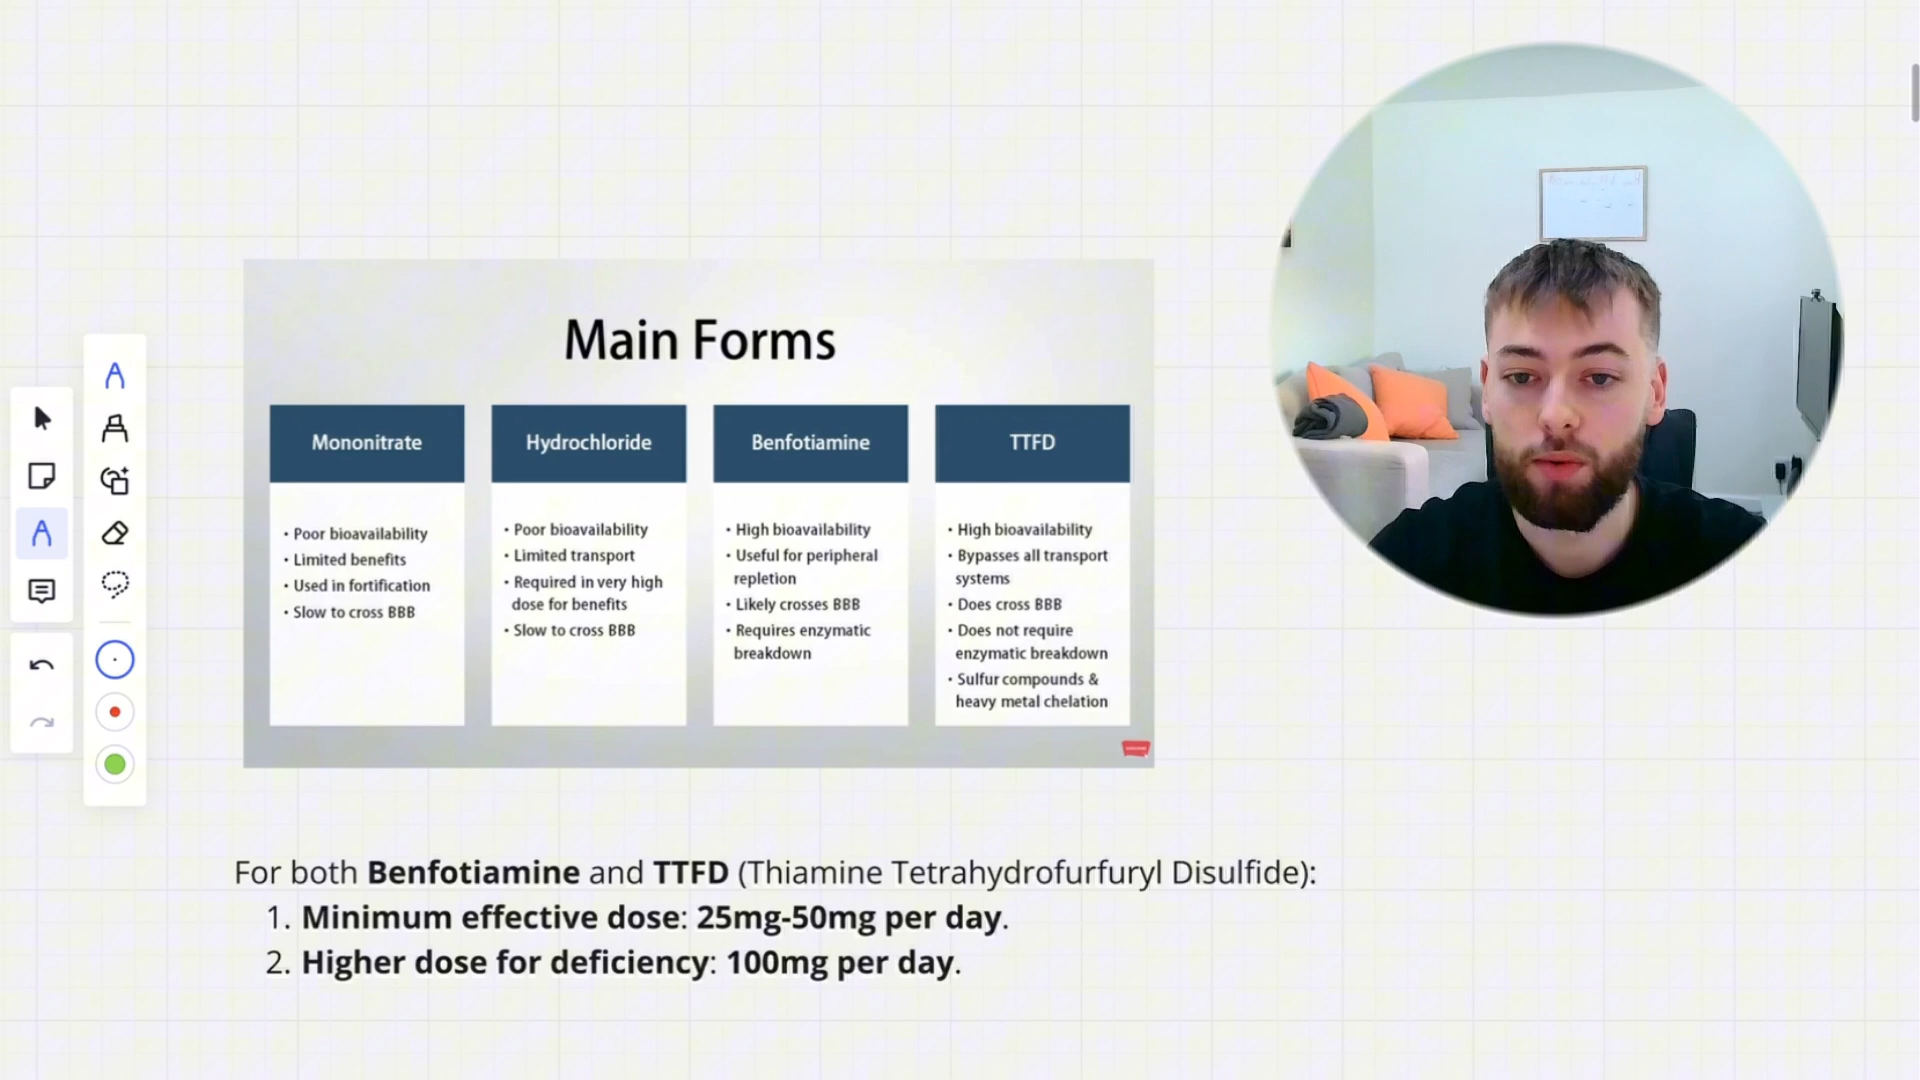 Main Forms
Mononitrate
• Poor bioavailability
• Limited benefits
• Used in fortification
• Slow to cross BBB
Hydrochloride
• Poor bioavailability
• Limited transport
• Required in very high
dose for benefits
• Slow to cross BBB
Benfotiamine
• High bioavailability
• Useful for peripheral
repletion
• Likely crosses BBB
• Requires enzymatic
breakdown
TTFD
• High bioavailability
• Bypasses all transport
systems
• Does cross BBB
• Does not require
enzymatic breakdown
• Sulfur compounds &
heavy metal chelation
For both Benfotiamine and TTFD (Thiamine Tetrahydrofurfuryl Disulfide):
1. Minimum effective dose: 25mg-50mg per day.
2. Higher dose for deficiency: 100mg per day.